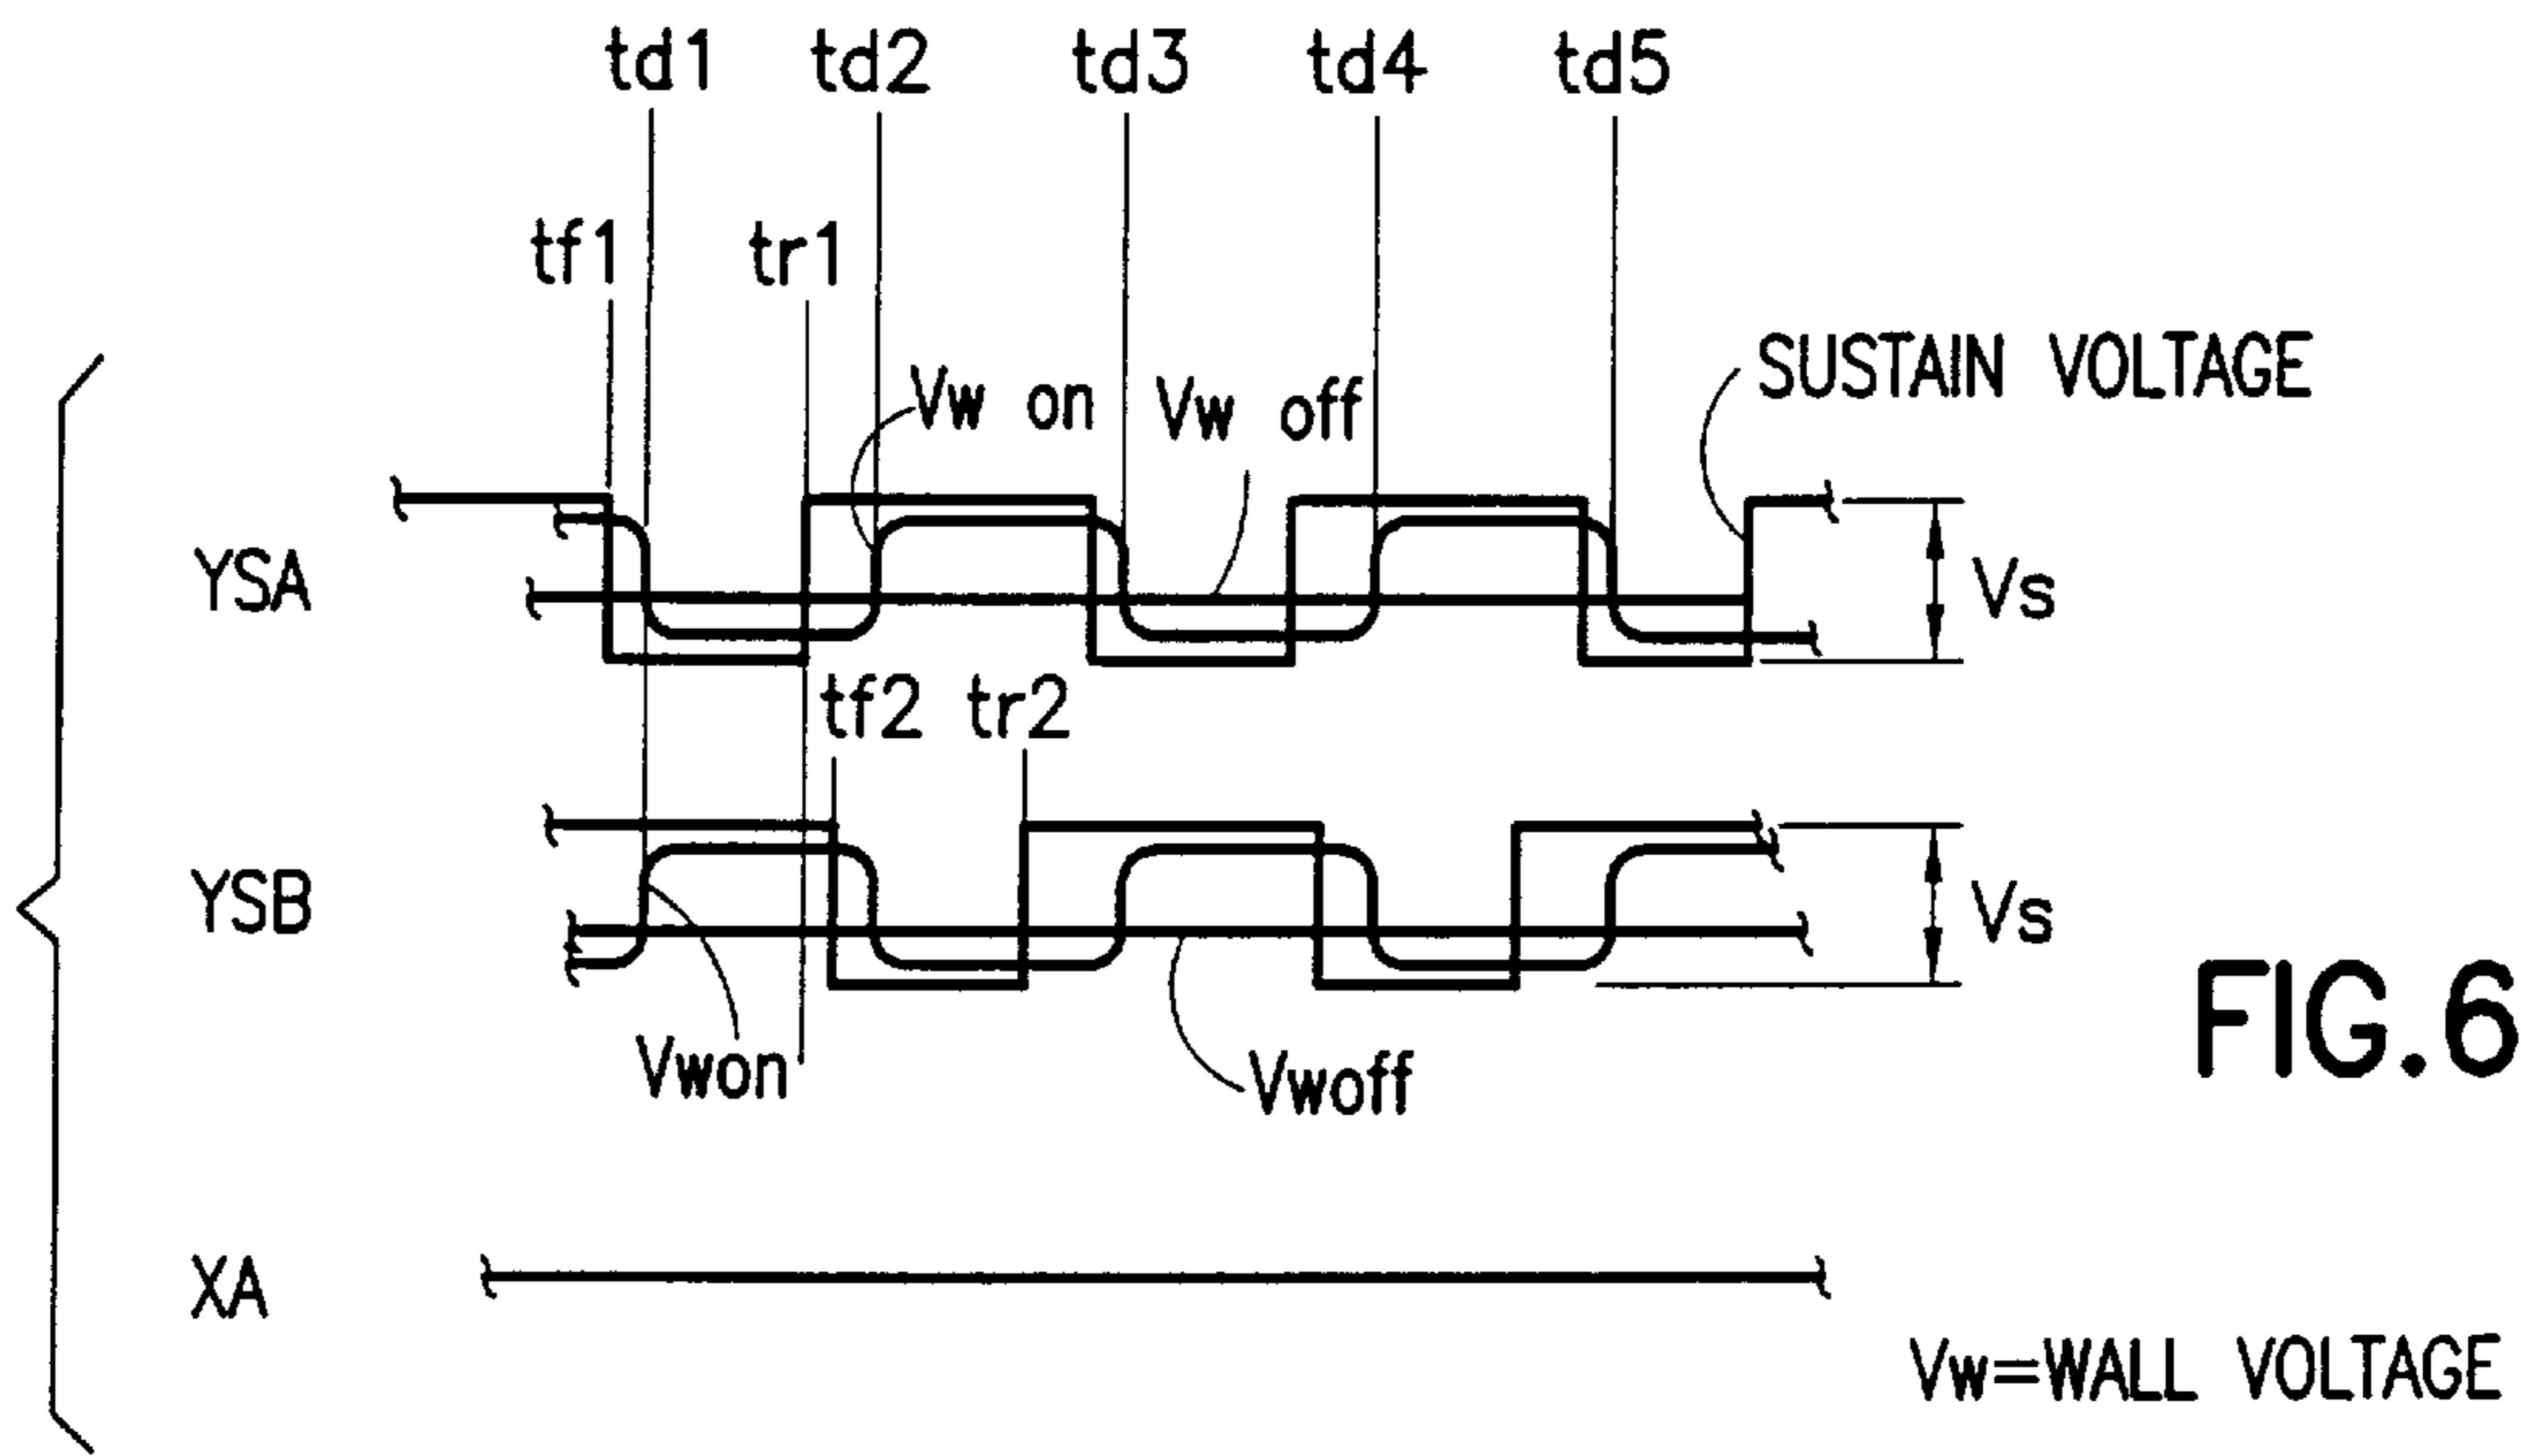 td1 td2 td3 td4 td5
tf1 tr1
Vw on Vw off SUSTAIN VOLTAGE
YSA Vs
tf2 tr2
YSB Vs
Vwon Vwoff FIG.6
XA
Vw=WALL VOLTAGE